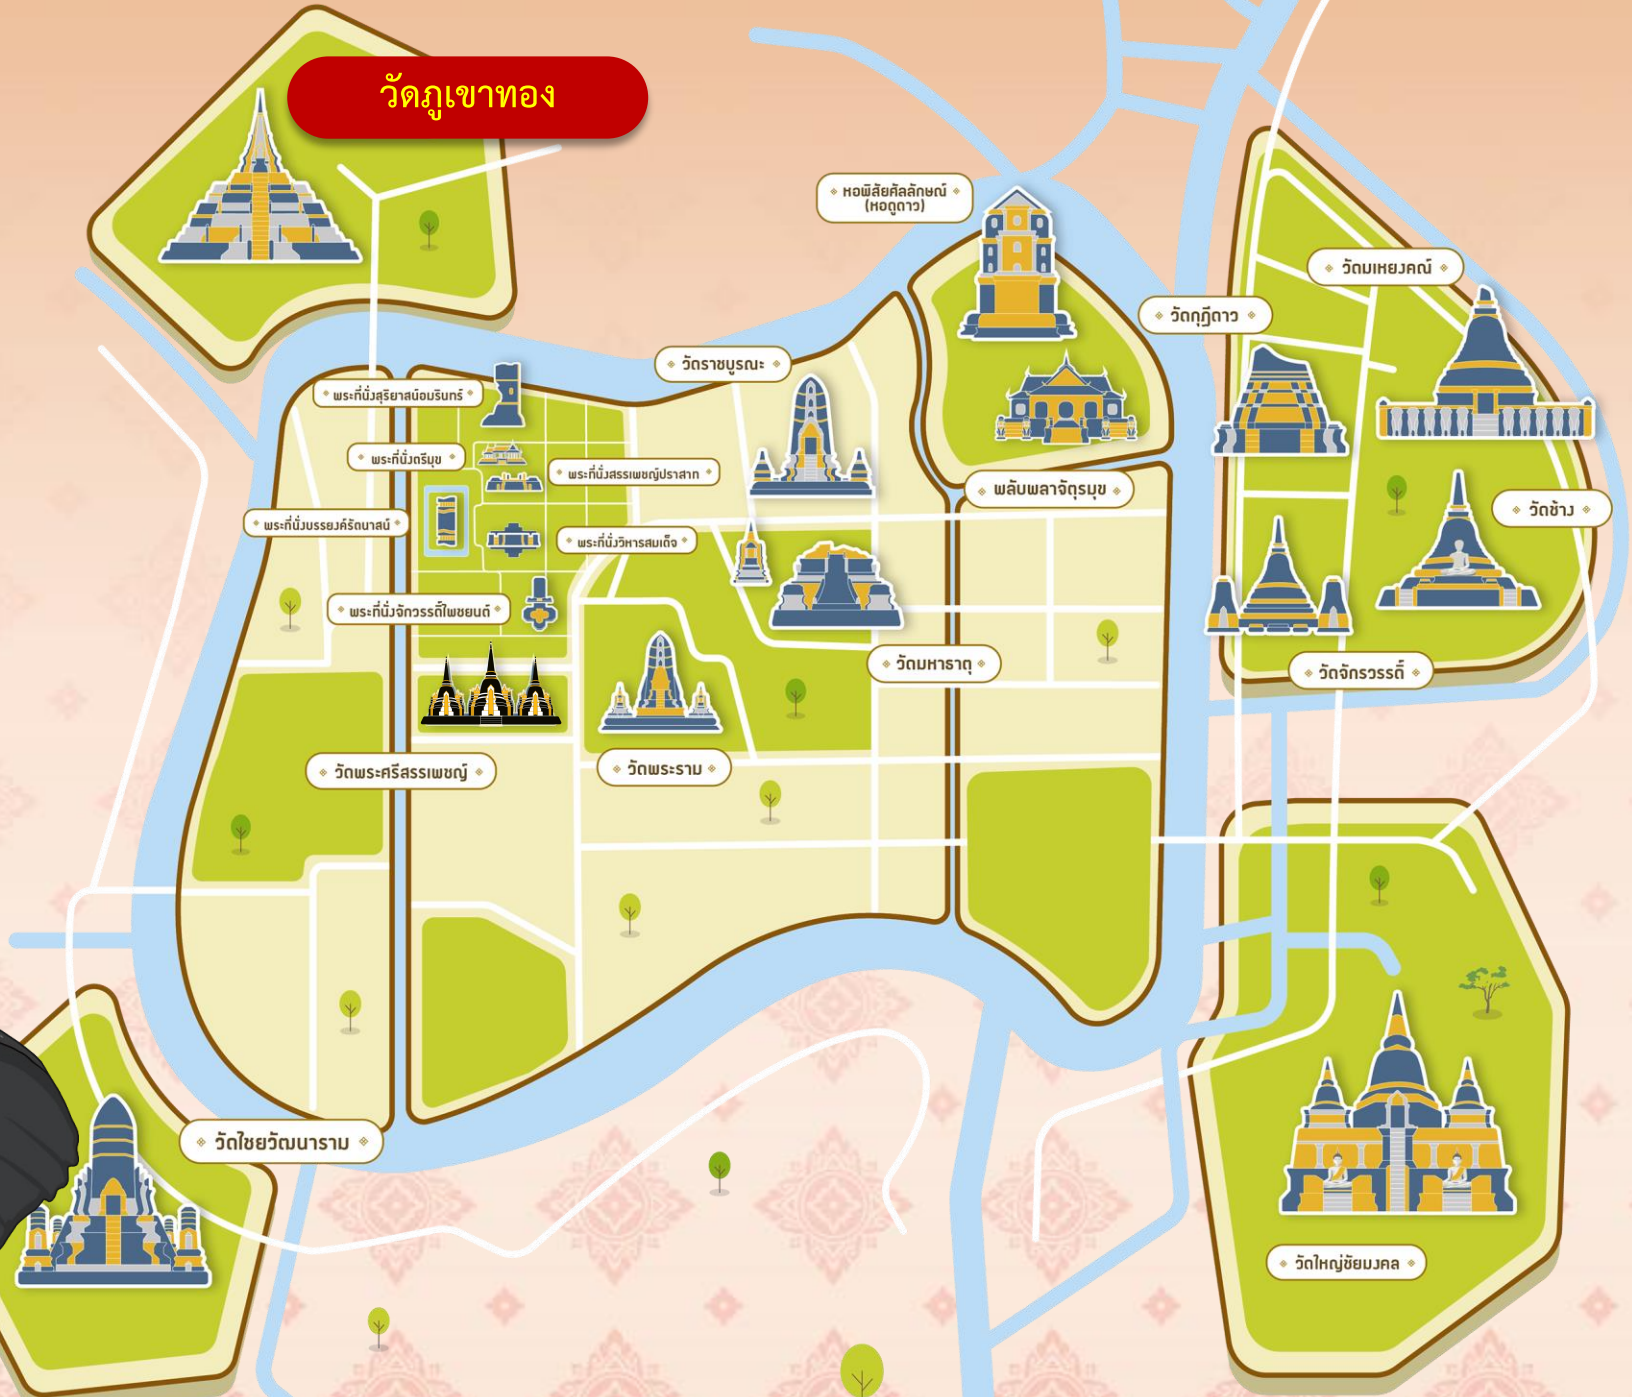 วัดภูเขาทอง
หอพิสัยศัลลักษณ์
(หอดูดาว)
วัดมเหยงคณ์
วัดกุฎีดาว
วัดราชบูรณะ
พระที่นั่งสุริยาสน์อมรินทร์
พระที่นั่งตรีมุข
พระที่นั่งสรรเพชญ์ปราสาท
พลับพลาจัตุรมุข
วัดช้าง
พระที่นั่งบรรยงค์รัตนาสน์
พระที่นั่งวิหารสมเด็จ
พระที่นั่งจักวรรดิ์ไพชยนต์
วัดมหาธาตุ
วัดจักรวรรดิ์
วัดพระศรีสรรเพชญ์
วัดพระราม
วัดไชยวัฒนาราม
วัดใหญ่ชัยมงคล